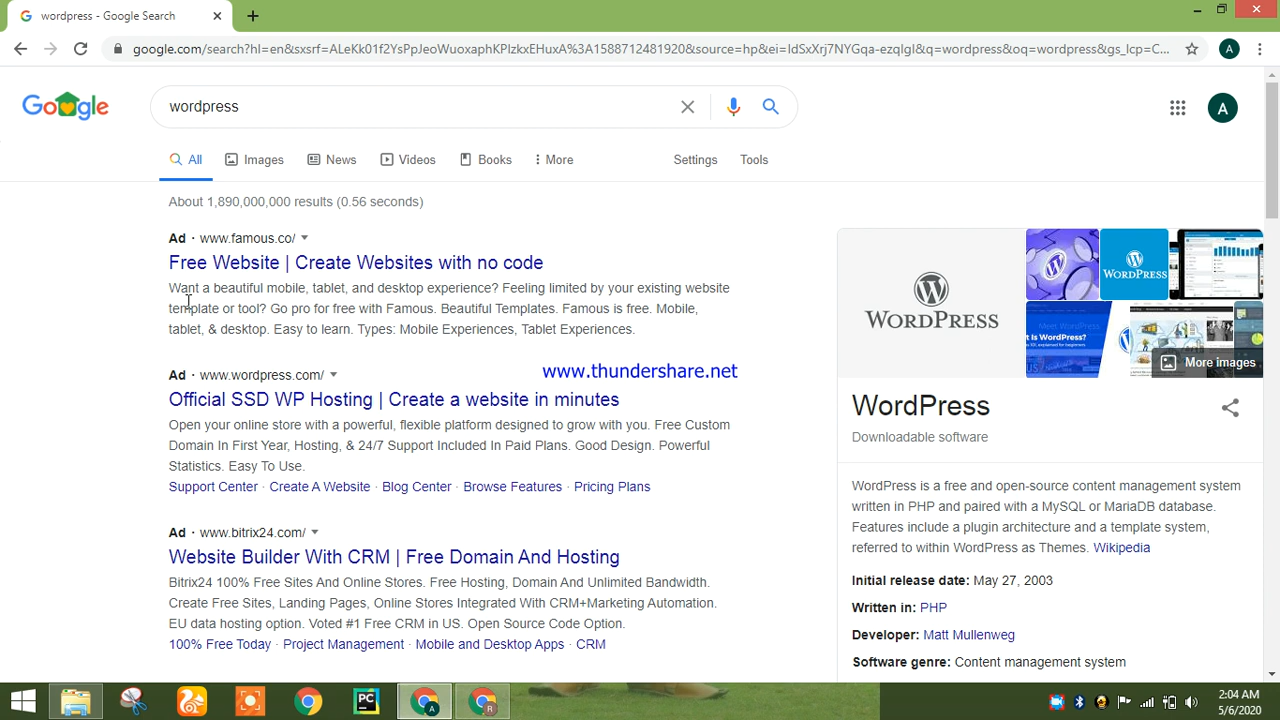 wordpress - Google Search
google.com/search?hl=en&sxsrf=ALeKk01f2YsPpJeoWuoxaphKPIzkxEHuxA%3A1588712481920&source=hp&ei=IdSxXrj7NYGqa-ezqIgI&q=wordpress&oq=wordpress&gs_lcp=C...
A
Google
wordpress
A
All
Images
News
Videos
Books
More
Settings
Tools
About 1,890,000,000 results (0.56 seconds)
Ad · www.famous.co/
Free Website | Create Websites with no code
Want a beautiful mobile, tablet, and desktop experience? Feeling limited by your existing website
template or tool? Go pro for free with Famous. Beautiful Templates. Famous is free. Mobile,
tablet, & desktop. Easy to learn. Types: Mobile Experiences, Tablet Experiences.
www.thundershare.net
Ad · www.wordpress.com/
Official SSD WP Hosting | Create a website in minutes
Open your online store with a powerful, flexible platform designed to grow with you. Free Custom
Domain In First Year, Hosting, & 24/7 Support Included In Paid Plans. Good Design. Powerful
Statistics. Easy To Use.
Support Center · Create A Website · Blog Center · Browse Features · Pricing Plans
Ad · www.bitrix24.com/
Website Builder With CRM | Free Domain And Hosting
Bitrix24 100% Free Sites And Online Stores. Free Hosting, Domain And Unlimited Bandwidth.
Create Free Sites, Landing Pages, Online Stores Integrated With CRM+Marketing Automation.
EU data hosting option. Voted #1 Free CRM in US. Open Source Code Option.
100% Free Today · Project Management · Mobile and Desktop Apps · CRM
WORDPRESS
WORDPRESS
MEET WORDPRESS
t Is WordPress?
More images
WordPress
Downloadable software
WordPress is a free and open-source content management system
written in PHP and paired with a MySQL or MariaDB database.
Features include a plugin architecture and a template system,
referred to within WordPress as Themes. Wikipedia
Initial release date: May 27, 2003
Written in: PHP
Developer: Matt Mullenweg
Software genre: Content management system
PC
A
R
2:04 AM
5/6/2020